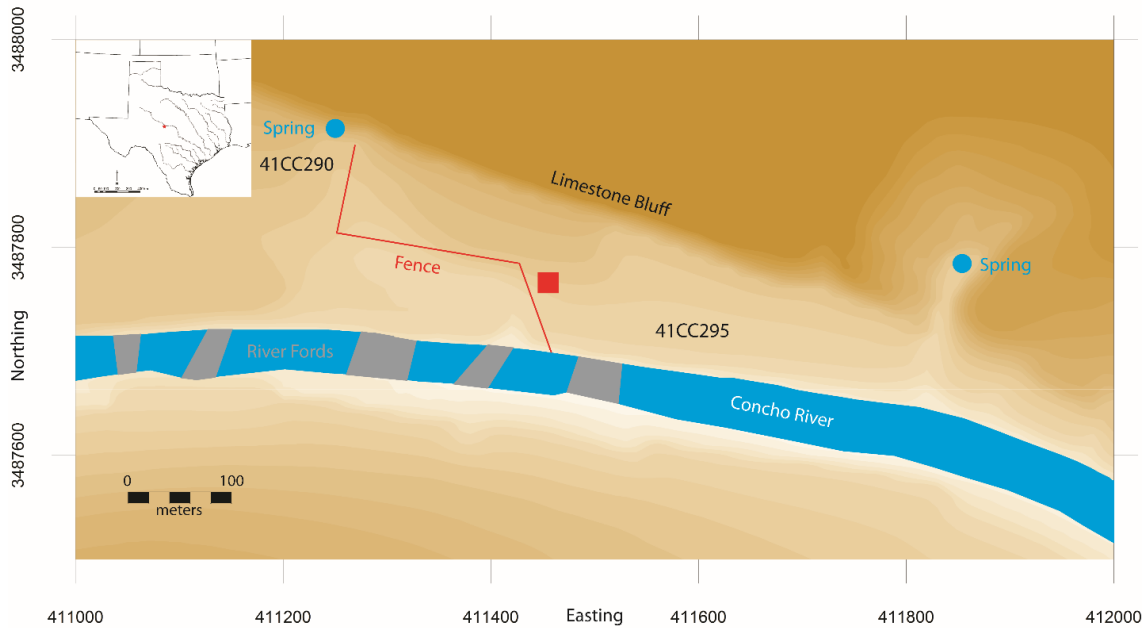 3488000
Spring
41CC290
Limestone Bluff
3487800
Fence
Spring
41CC295
Northing
River Fords
Concho River
3487600
0 100
meters
411000 411200 411400 Easting 411600 411800 412000